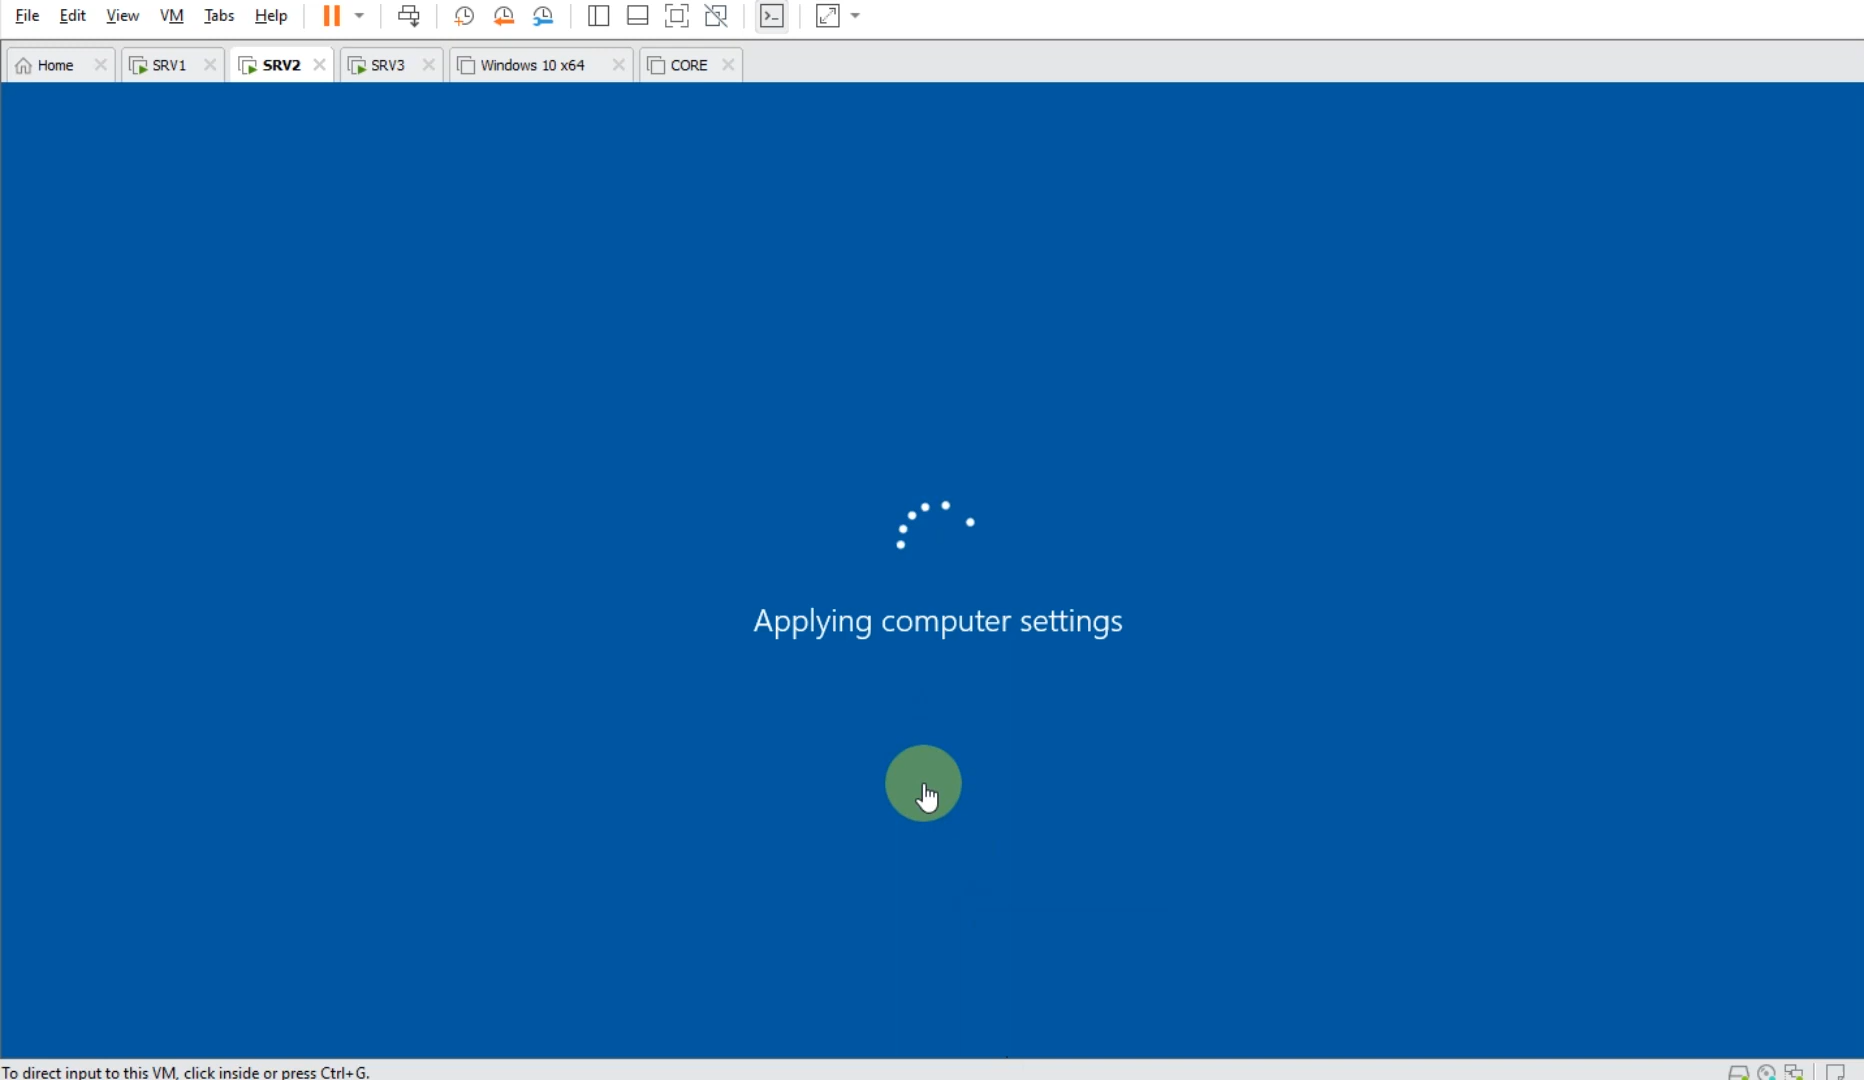 File Edit View VM Tabs Help
Home SRV1 SRV2 SRV3 Windows 10 x64 CORE
Applying computer settings
To direct input to this VM, click inside or press Ctrl+G.